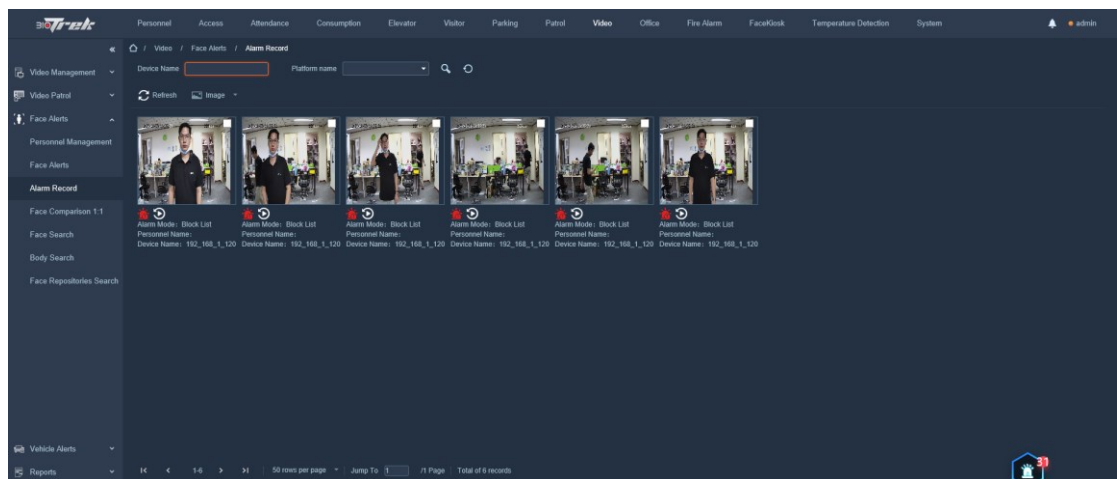 BIOTrek Personnel Access Attendance Consumption Elevator Visitor Parking Patrol Video Office Fire Alarm FaceKiosk Temperature Detection System admin
« / Video / Face Alerts / Alarm Record
Video Management
Video Patrol
Face Alerts
Personnel Management
Face Alerts
Alarm Record
Face Comparison 1:1
Face Search
Body Search
Face Repositories Search
Vehicle Alerts
Reports
Device Name Platform name
Refresh Image
Alarm Mode: Block List Alarm Mode: Block List Alarm Mode: Block List Alarm Mode: Block List Alarm Mode: Block List Alarm Mode: Block List
Personnel Name: Personnel Name: Personnel Name: Personnel Name: Personnel Name: Personnel Name:
Device Name: 192_168_1_120 Device Name: 192_168_1_120 Device Name: 192_168_1_120 Device Name: 192_168_1_120 Device Name: 192_168_1_120 Device Name: 192_168_1_120
1-6 50 rows per page Jump To 1 /1 Page Total of 6 records
31